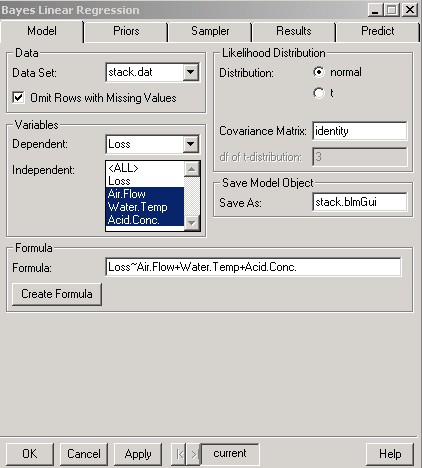 Bayes Linear Regression
Model Priors Sampler Results Predict
Data
Data Set: stack.dat
Omit Rows with Missing Values
Variables
Dependent: Loss
Independent: <ALL>
Loss
Air.Flow
Water.Temp
Acid.Conc.
Likelihood Distribution
Distribution: normal
t
Covariance Matrix: identity
df of t-distribution: 3
Save Model Object
Save As: stack.blmGui
Formula
Formula: Loss~Air.Flow+Water.Temp+Acid.Conc.
Create Formula
OK Cancel Apply current Help